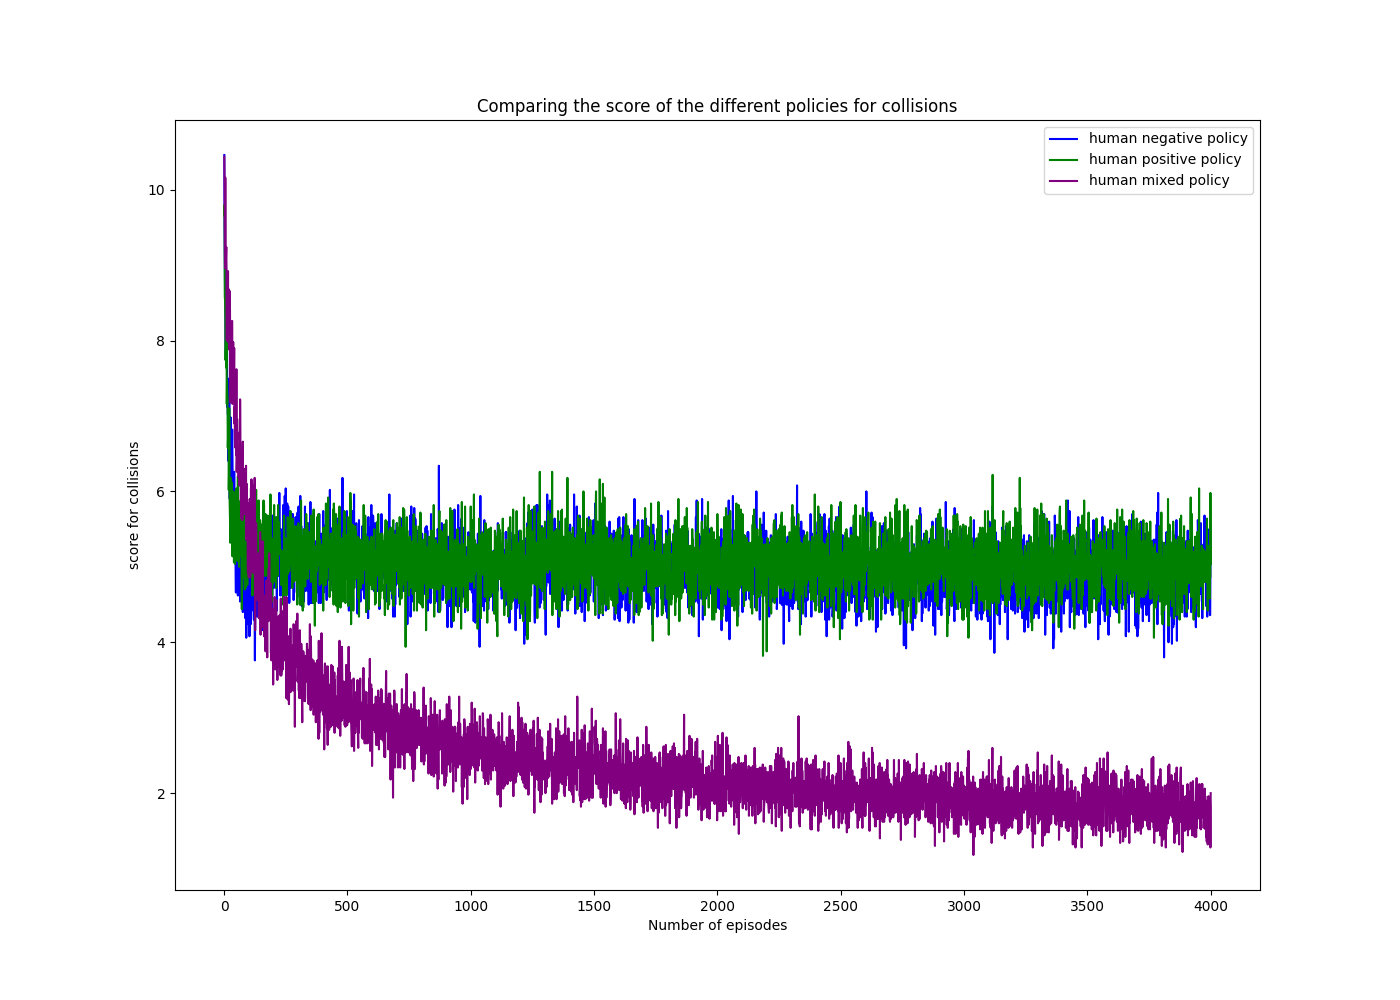 Comparing the score of the different policies for collisions
human negative policy
human positive policy
human mixed policy
score for collisions
10
8
6
4
2
0
500
1000
1500
2000
2500
3000
3500
4000
Number of episodes